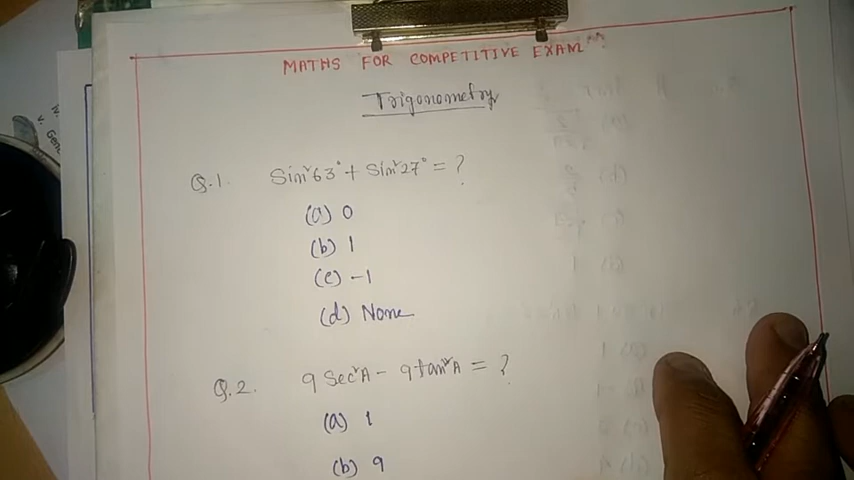 MATHS FOR COMPETITIVE EXAM
Trigonometry
Q.1. Sin²63° + Sin²27° = ?
(a) 0
(b) 1
(c) -1
(d) None
Q.2. 9 Sec²A - 9 tan²A = ?
(a) 1
(b) 9